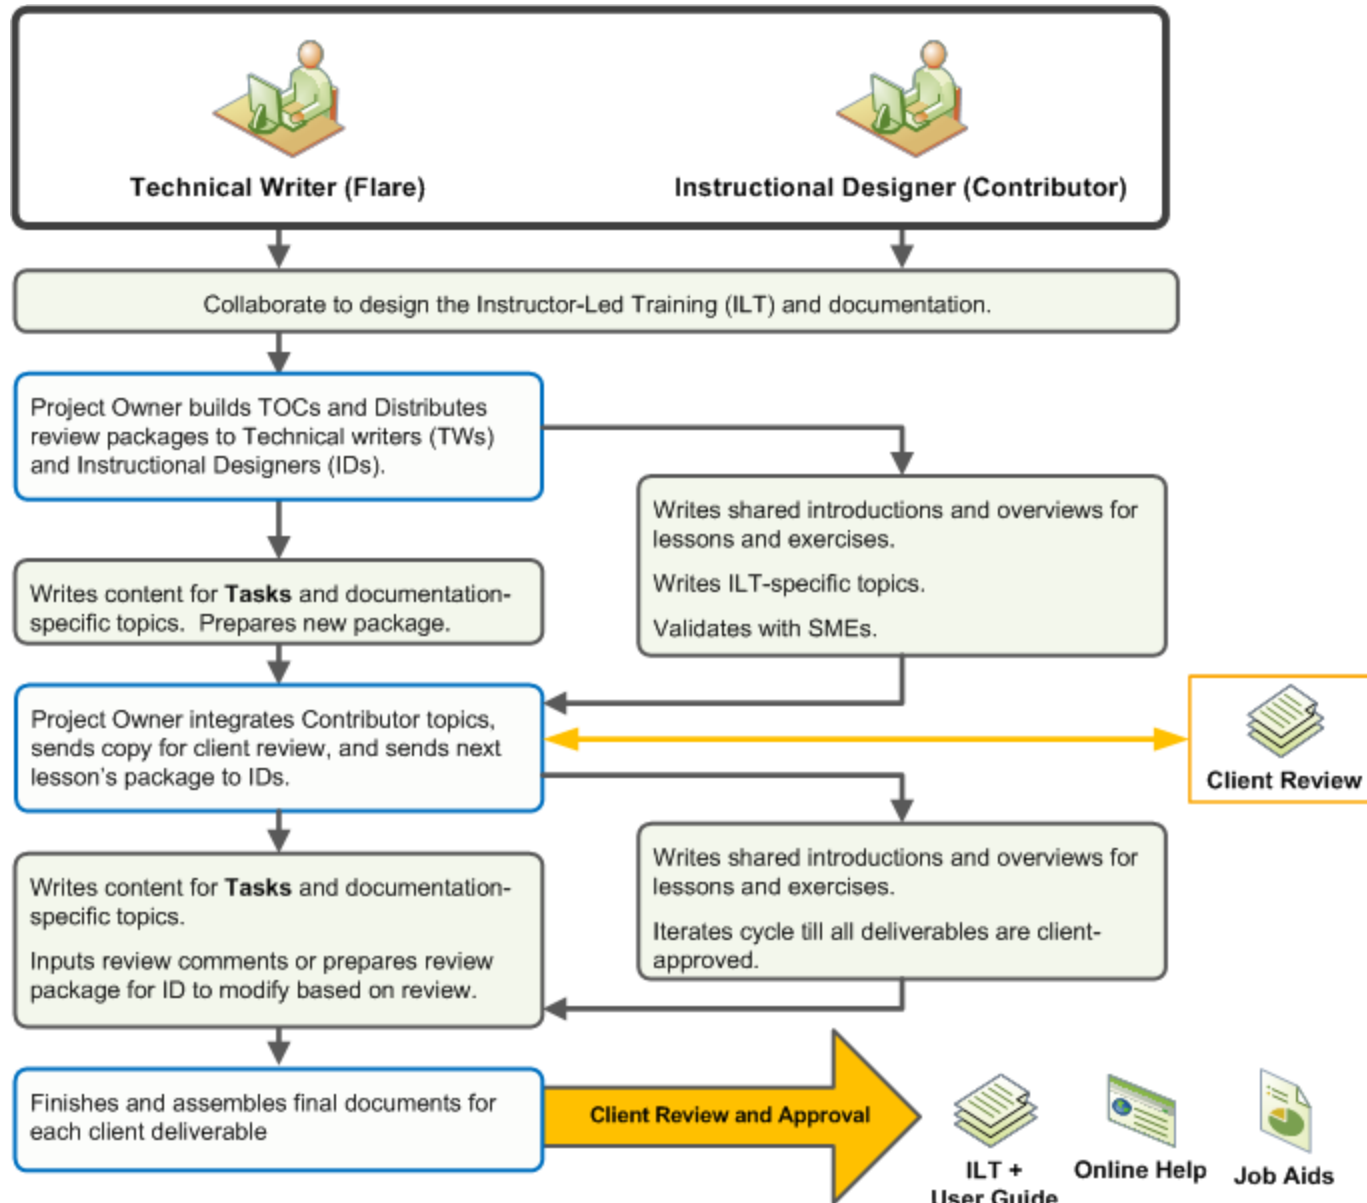 Technical Writer (Flare)
Instructional Designer (Contributor)
Collaborate to design the Instructor-Led Training (ILT) and documentation.
Project Owner builds TOCs and Distributes
review packages to Technical writers (TWs)
and Instructional Designers (IDs).
Writes shared introductions and overviews for
lessons and exercises.
Writes ILT-specific topics.
Validates with SMEs.
Writes content for Tasks and documentation-
specific topics.  Prepares new package.
Project Owner integrates Contributor topics,
sends copy for client review, and sends next
lesson's package to IDs.
Client Review
Writes shared introductions and overviews for
lessons and exercises.
Iterates cycle till all deliverables are client-
approved.
Writes content for Tasks and documentation-
specific topics.
Inputs review comments or prepares review
package for ID to modify based on review.
Finishes and assembles final documents for
each client deliverable
Client Review and Approval
ILT +
User Guide
Online Help
Job Aids